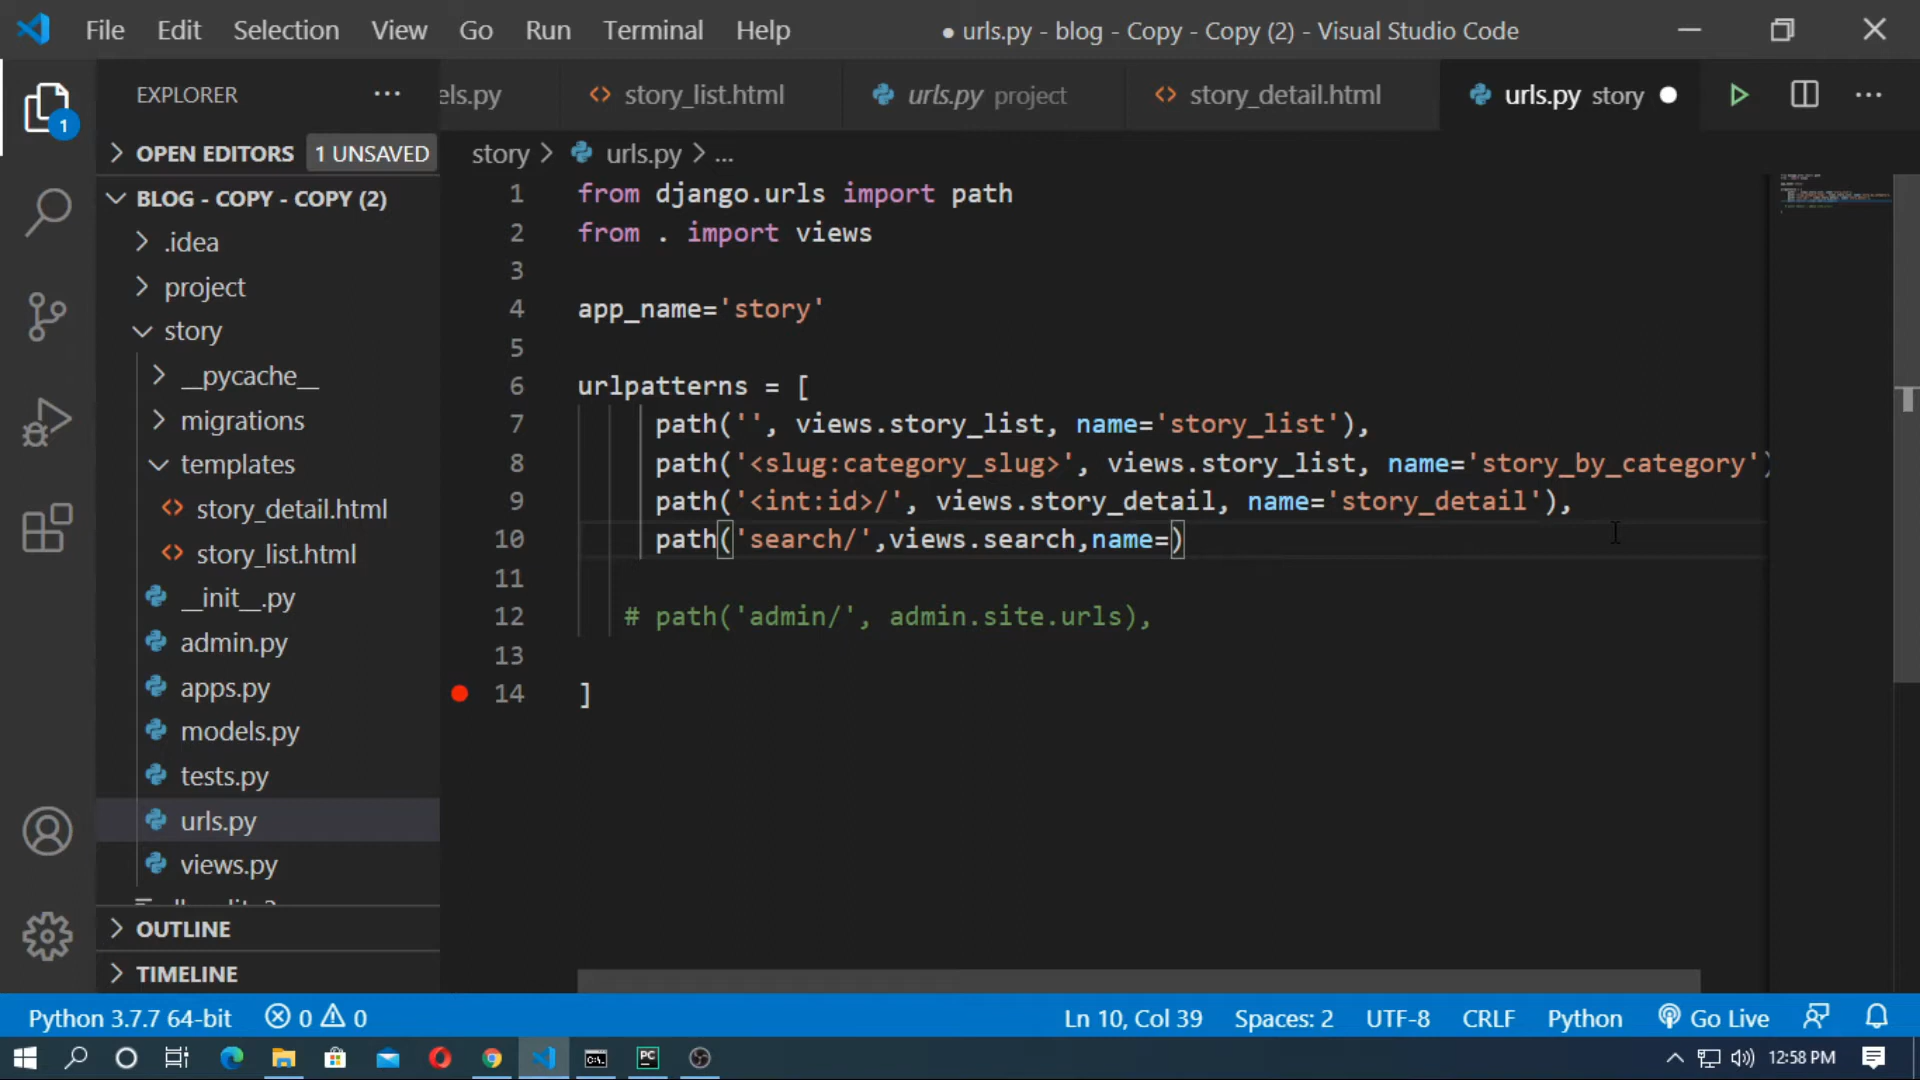 File Edit Selection View Go Run Terminal Help ● urls.py - blog - Copy - Copy (2) - Visual Studio Code
EXPLORER ···
els.py <> story_list.html urls.py project <> story_detail.html urls.py story ●
OPEN EDITORS 1 UNSAVED
story > urls.py > ...
BLOG - COPY - COPY (2)
.idea
project
story
__pycache__
migrations
templates
<> story_detail.html
<> story_list.html
__init__.py
admin.py
apps.py
models.py
tests.py
urls.py
views.py
OUTLINE
TIMELINE
1
1 from django.urls import path
2 from . import views
3
4 app_name='story'
5
6 urlpatterns = [
7 path('', views.story_list, name='story_list'),
8 path('<slug:category_slug>', views.story_list, name='story_by_category')
9 path('<int:id>/', views.story_detail, name='story_detail'),
10 path('search/',views.search,name=)
11
12 # path('admin/', admin.site.urls),
13
14 ]
Python 3.7.7 64-bit 0 0 Ln 10, Col 39 Spaces: 2 UTF-8 CRLF Python Go Live
PC 12:58 PM